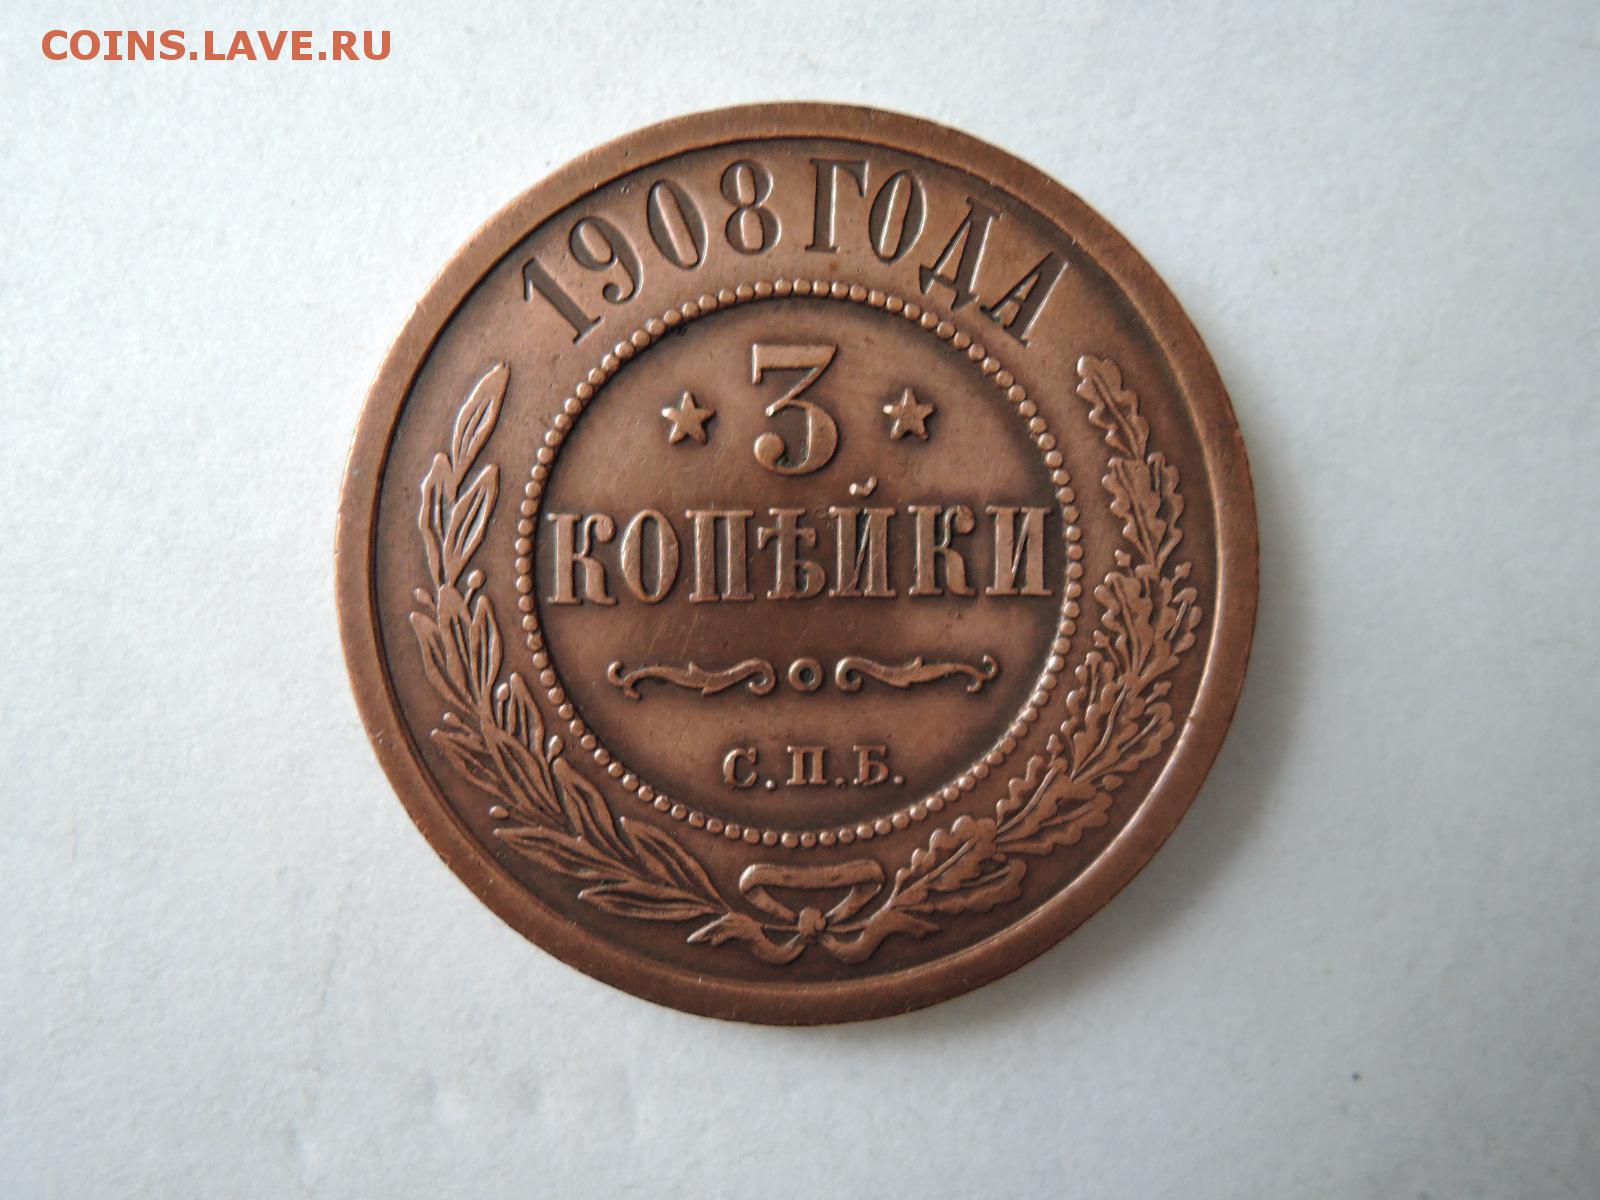 COINS.LAVE.RU
1908 ГОДА
3
КОПѢЙКИ
С.П.Б.